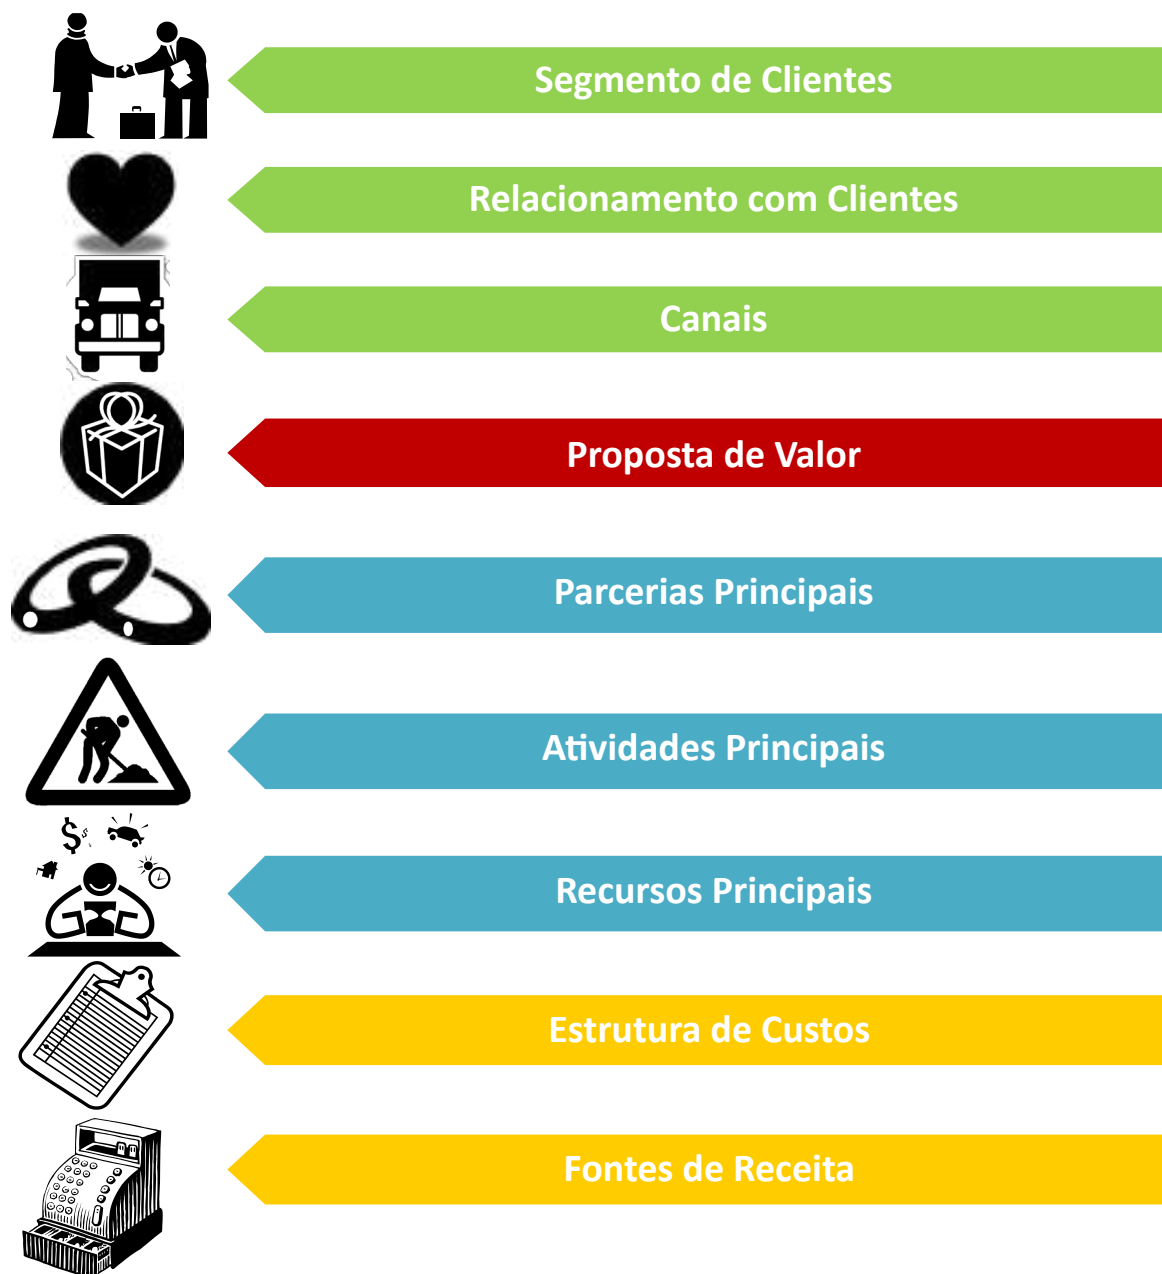 Segmento de Clientes
Relacionamento com Clientes
Canais
Proposta de Valor
Parcerias Principais
Atividades Principais
$ $
Recursos Principais
Estrutura de Custos
Fontes de Receita